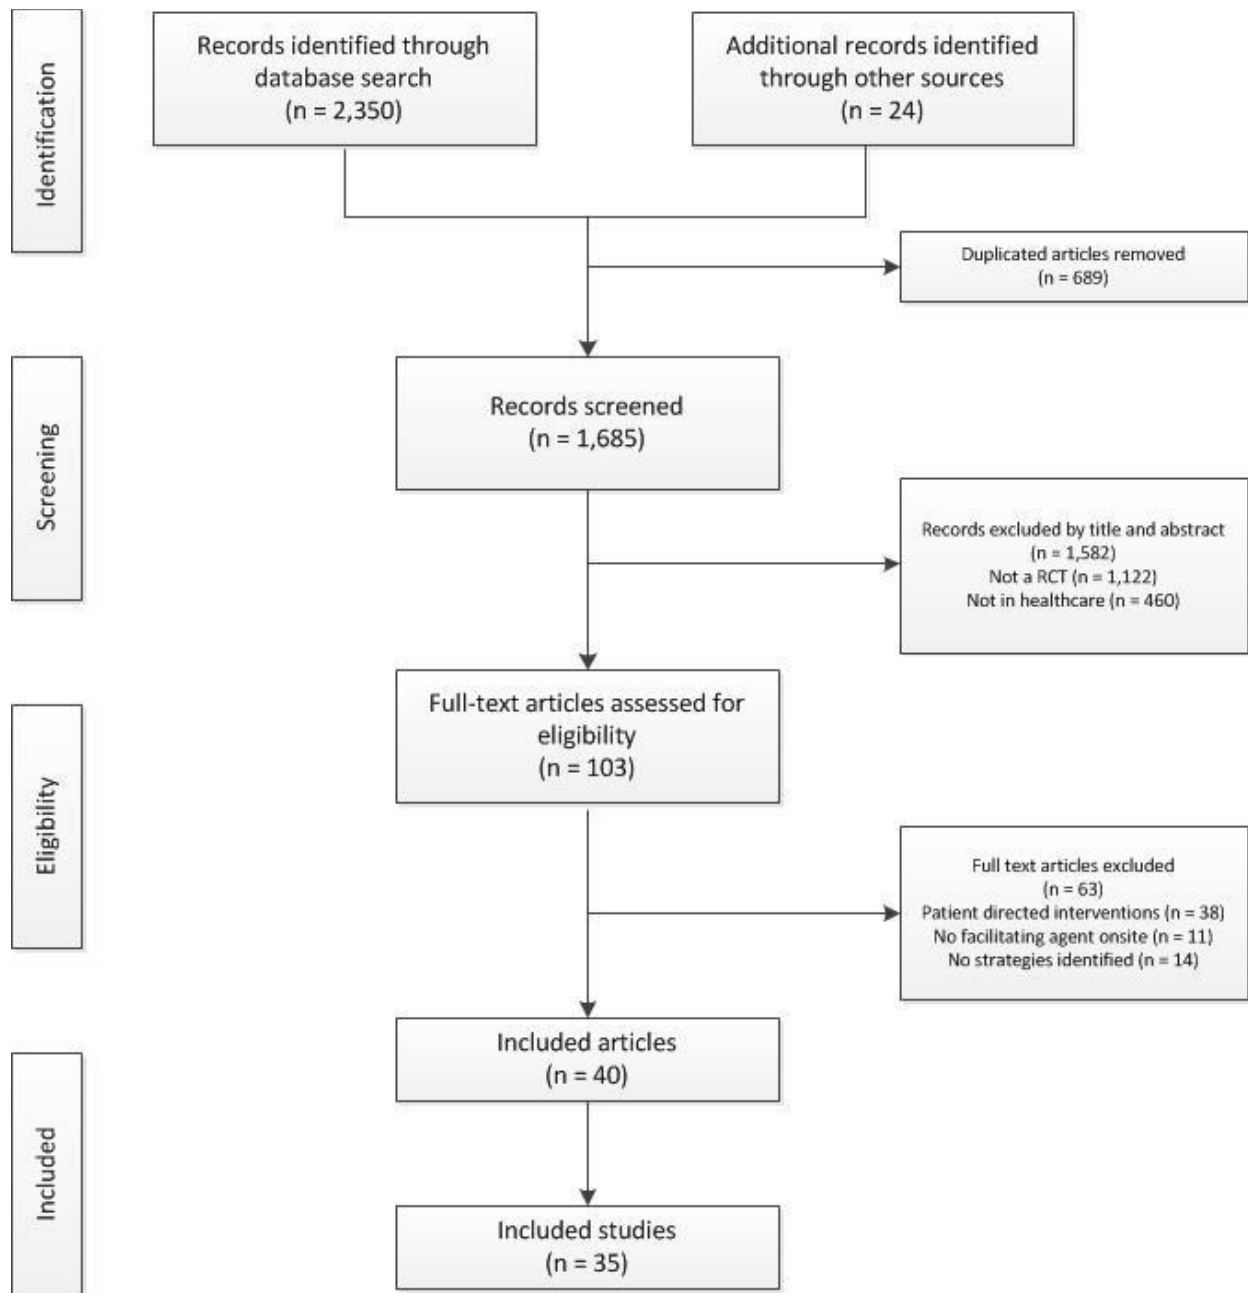 Identification
Records identified through
database search
(n = 2,350)
Additional records identified
through other sources
(n = 24)
Duplicated articles removed
(n = 689)
Screening
Records screened
(n = 1,685)
Records excluded by title and abstract
(n = 1,582)
Not a RCT (n = 1,122)
Not in healthcare (n = 460)
Eligibility
Full-text articles assessed for
eligibility
(n = 103)
Full text articles excluded
(n = 63)
Patient directed interventions (n = 38)
No facilitating agent onsite (n = 11)
No strategies identified (n = 14)
Included
Included articles
(n = 40)
Included studies
(n = 35)